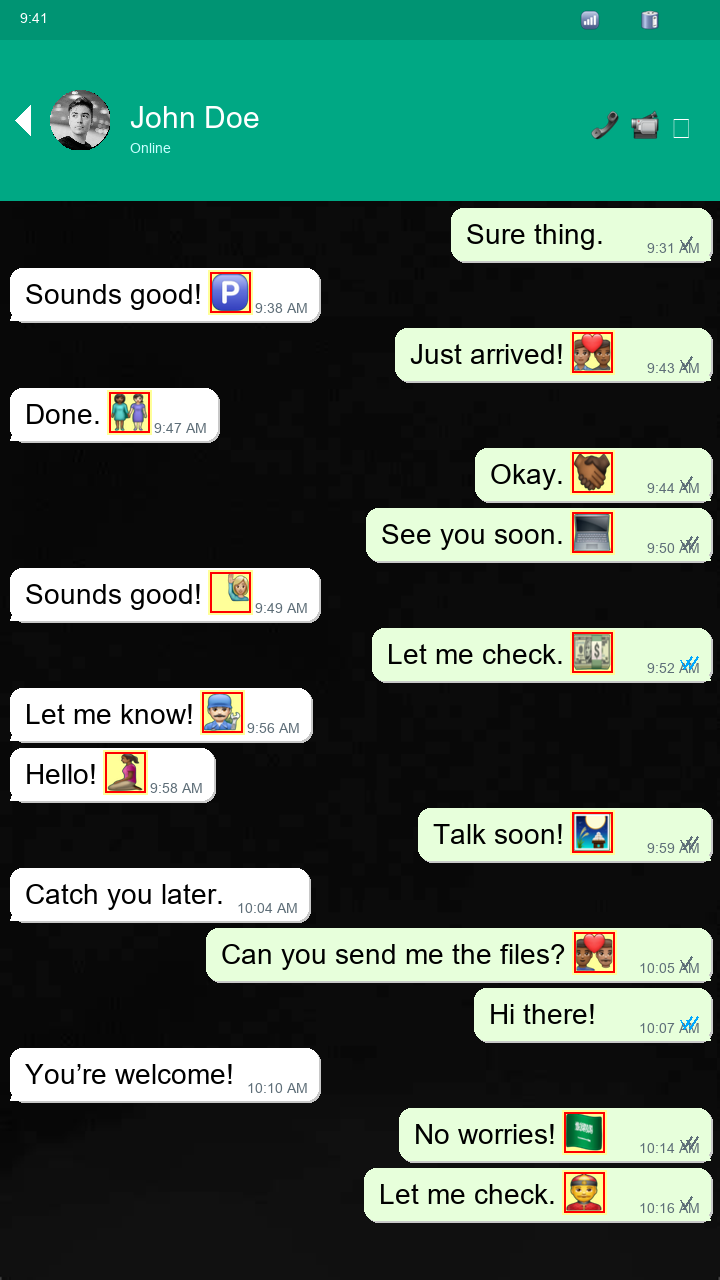 9:41
John Doe
Online
Sure thing. 9:31 AM
Sounds good! 🅿️ 9:38 AM
Just arrived! 9:43 AM
Done. 9:47 AM
Okay. 9:44 AM
See you soon. 💻 9:50 AM
Sounds good! 9:49 AM
Let me check. 💵 9:52 AM
Let me know! 9:56 AM
Hello! 9:58 AM
Talk soon! 🎑 9:59 AM
Catch you later. 10:04 AM
Can you send me the files? 10:05 AM
Hi there! 10:07 AM
You’re welcome! 10:10 AM
No worries! 🇸🇦 10:14 AM
Let me check. 👲 10:16 AM